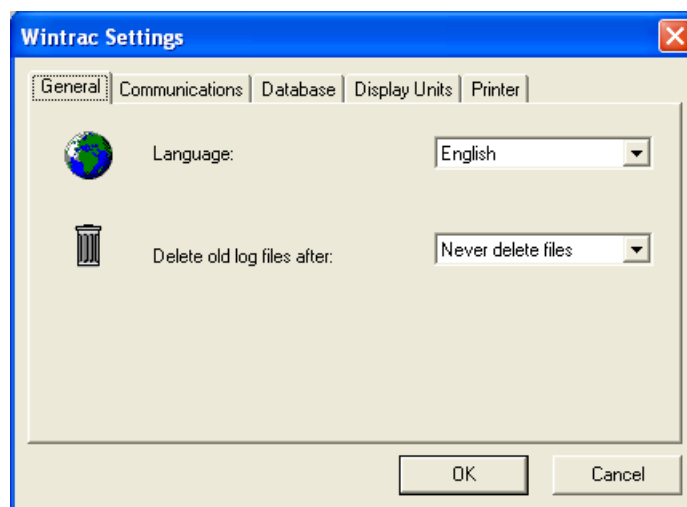 Wintrac Settings
General Communications Database Display Units Printer
Language: English
Delete old log files after: Never delete files
OK Cancel